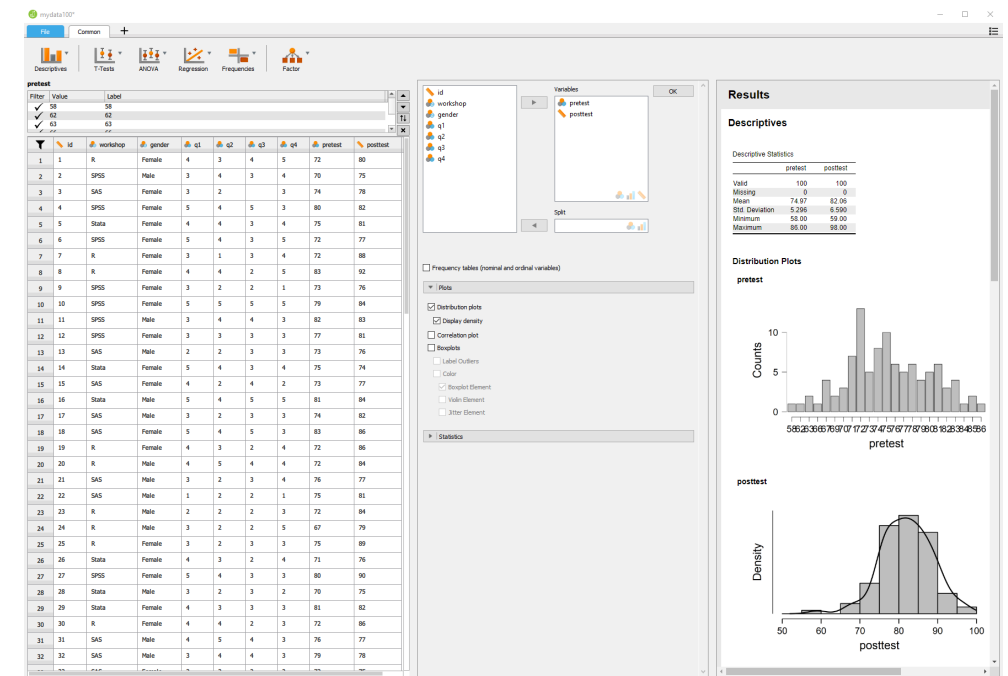 mydata100*
File Common +
Descriptives T-Tests ANOVA Regression Frequencies Factor
pretest
Filter Value Label
58 58
62 62
63 63
id workshop gender q1 q2 q3 q4 pretest posttest
1 1 R Female 4 3 4 5 72 80
2 2 SPSS Male 3 4 3 4 70 75
3 3 SAS Female 3 2 3 74 78
4 4 SPSS Female 5 4 5 3 80 82
5 5 Stata Female 4 4 3 4 75 81
6 6 SPSS Female 5 4 3 5 72 77
7 7 R Female 3 1 3 4 72 88
8 8 R Female 4 4 2 5 83 92
9 9 SPSS Female 3 2 2 1 73 76
10 10 SPSS Female 5 5 5 5 79 84
11 11 SPSS Male 3 4 4 3 82 83
12 12 SPSS Female 3 3 3 3 77 81
13 13 SAS Male 2 2 3 3 73 76
14 14 Stata Female 5 4 3 4 75 74
15 15 SAS Female 4 2 4 2 73 77
16 16 Stata Male 5 4 5 5 81 84
17 17 SAS Male 3 2 3 3 74 82
18 18 SAS Female 5 4 5 3 83 86
19 19 R Female 4 3 2 4 72 86
20 20 R Male 4 5 4 4 72 84
21 21 SAS Male 3 2 3 4 76 77
22 22 SAS Male 1 2 2 1 75 81
23 23 R Male 2 2 2 3 72 84
24 24 R Male 3 2 2 5 67 79
25 25 R Female 3 2 3 3 75 89
26 26 Stata Female 4 3 2 4 71 76
27 27 SPSS Female 5 4 3 3 80 90
28 28 Stata Male 3 2 3 2 70 75
29 29 Stata Female 4 3 3 3 81 82
30 30 R Female 4 4 2 3 72 86
31 31 SAS Male 4 5 4 3 76 77
32 32 SAS Male 3 4 4 3 79 78
id
workshop
gender
q1
q2
q3
q4
Variables
OK
pretest
posttest
Split
Frequency tables (nominal and ordinal variables)
Plots
Distribution plots
Display density
Correlation plot
Boxplots
Label Outliers
Color
Boxplot Element
Violin Element
Jitter Element
Statistics
Results
Descriptives
Descriptive Statistics
pretest posttest
Valid 100 100
Missing 0 0
Mean 74.97 82.06
Std. Deviation 5.296 6.590
Minimum 58.00 59.00
Maximum 86.00 98.00
Distribution Plots
pretest
Counts
10
5
0
pretest
posttest
Density
50 60 70 80 90 100
posttest